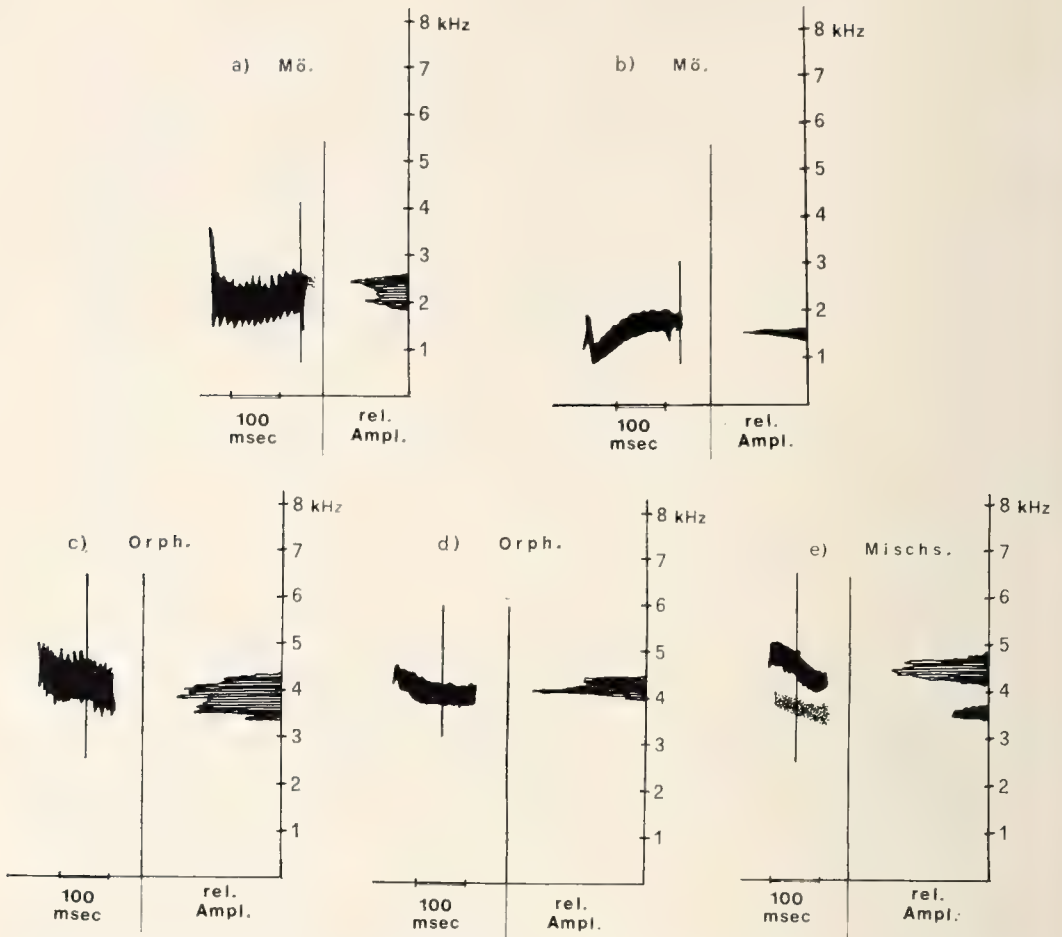 8 kHz
a) Mö.
7
6
5
4
3
2
1
100
msec
rel.
Ampl.
8 kHz
b) Mö.
7
6
5
4
3
2
1
100
msec
rel.
Ampl.
8 kHz
c) Orph.
7
6
5
4
3
2
1
100
msec
rel.
Ampl.
8 kHz
d) Orph.
7
6
5
4
3
2
1
100
msec
rel.
Ampl.
8 kHz
e) Mischs.
7
6
5
4
3
2
1
100
msec
rel.
Ampl.